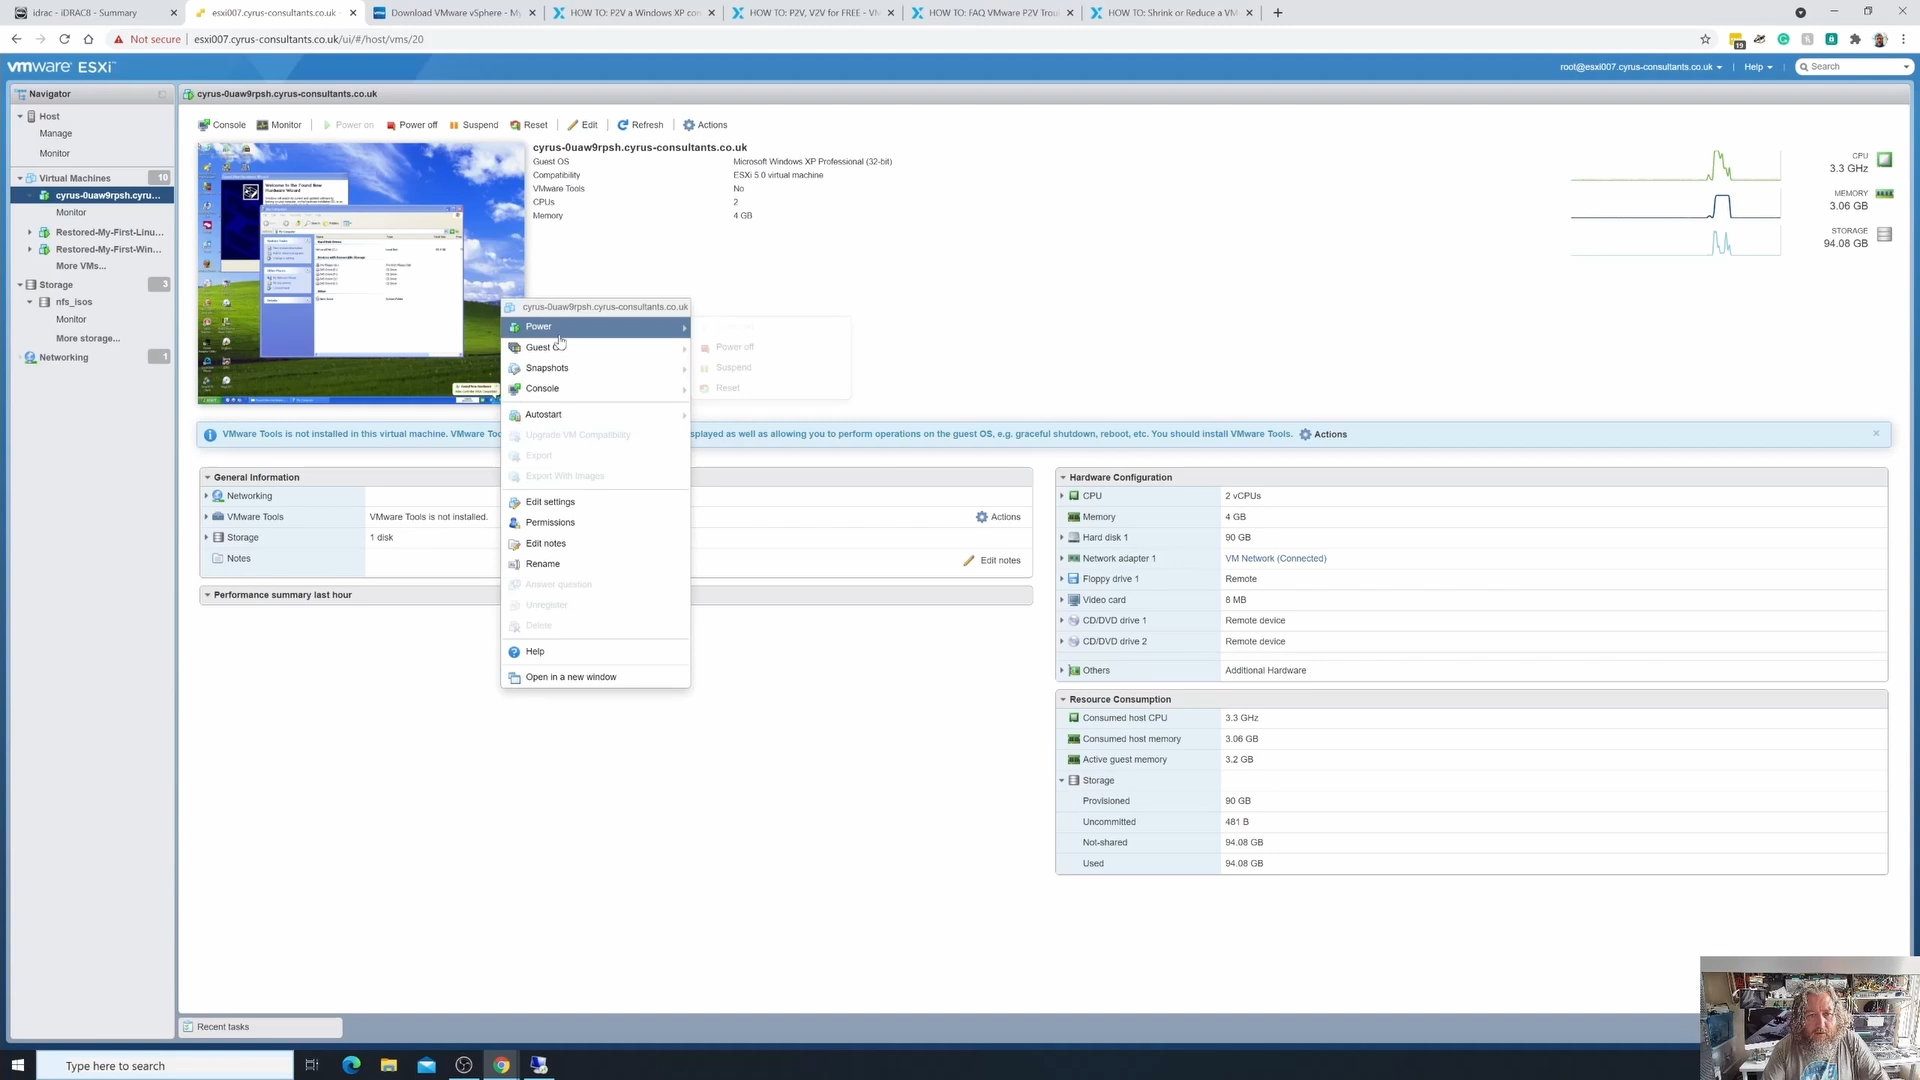 idrac - iDRAC8 - Summary
esxi007.cyrus-consultants.co.uk -
Download VMware vSphere - My
HOW TO: P2V a Windows XP con
HOW TO: P2V, V2V for FREE - VM
HOW TO: FAQ VMware P2V Trou
HOW TO: Shrink or Reduce a VM
Not secure
esxi007.cyrus-consultants.co.uk/ui/#/host/vms/20
19
vmware ESXi™
root@esxi007.cyrus-consultants.co.uk
Help
Search
Navigator
Host
Manage
Monitor
Virtual Machines
10
cyrus-0uaw9rpsh.cyru...
Monitor
Restored-My-First-Linu...
Restored-My-First-Win...
More VMs...
Storage
3
nfs_isos
Monitor
More storage...
Networking
1
cyrus-0uaw9rpsh.cyrus-consultants.co.uk
Console
Monitor
Power on
Power off
Suspend
Reset
Edit
Refresh
Actions
cyrus-0uaw9rpsh.cyrus-consultants.co.uk
Guest OS
Microsoft Windows XP Professional (32-bit)
Compatibility
ESXi 5.0 virtual machine
VMware Tools
No
CPUs
2
Memory
4 GB
CPU
3.3 GHz
MEMORY
3.06 GB
STORAGE
94.08 GB
cyrus-0uaw9rpsh.cyrus-consultants.co.uk
Power
Guest
Snapshots
Console
Autostart
Upgrade VM Compatibility
Export
Export With Images
Edit settings
Permissions
Edit notes
Rename
Answer question
Unregister
Delete
Help
Open in a new window
Power off
Suspend
Reset
VMware Tools is not installed in this virtual machine. VMware
played as well as allowing you to perform operations on the guest OS, e.g. graceful shutdown, reboot, etc. You should install VMware Tools.
Actions
General Information
Networking
VMware Tools
VMware Tools is not installed.
Actions
Storage
1 disk
Notes
Edit notes
Performance summary last hour
Hardware Configuration
CPU
2 vCPUs
Memory
4 GB
Hard disk 1
90 GB
Network adapter 1
VM Network (Connected)
Floppy drive 1
Remote
Video card
8 MB
CD/DVD drive 1
Remote device
CD/DVD drive 2
Remote device
Others
Additional Hardware
Resource Consumption
Consumed host CPU
3.3 GHz
Consumed host memory
3.06 GB
Active guest memory
3.2 GB
Storage
Provisioned
90 GB
Uncommitted
481 B
Not-shared
94.08 GB
Used
94.08 GB
Recent tasks
Type here to search